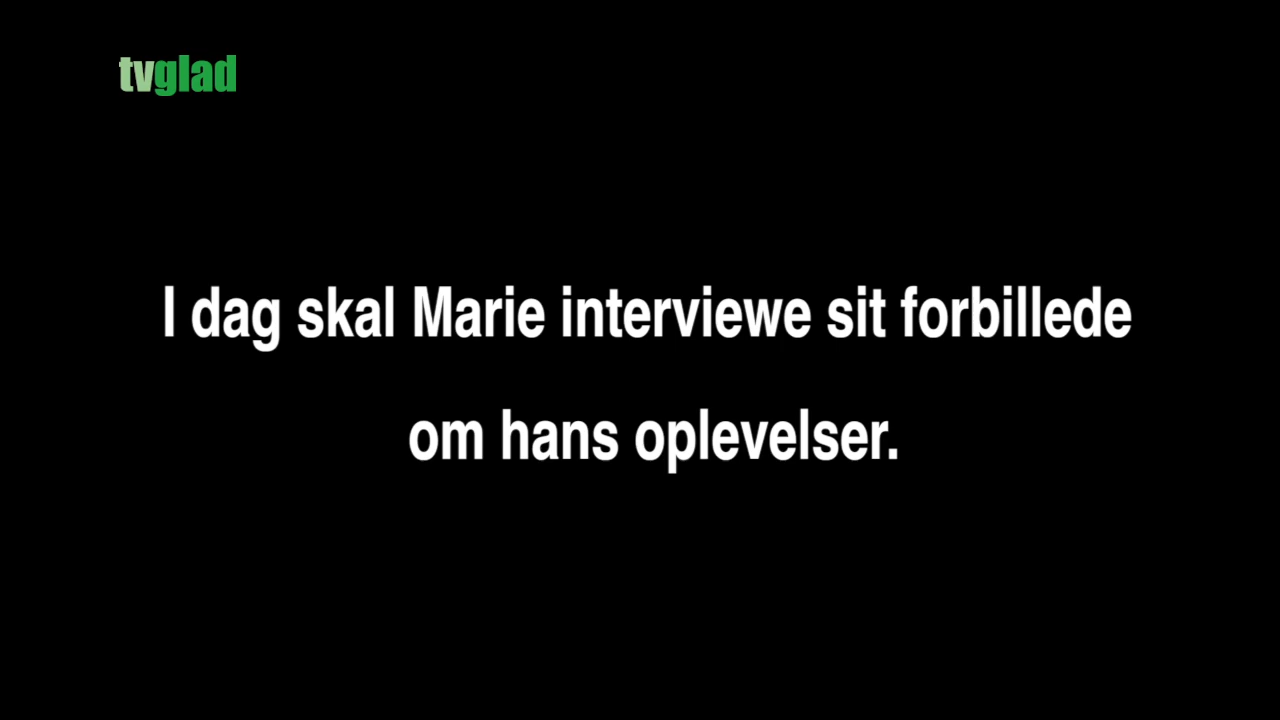 tvglad
I dag skal Marie interviewe sit forbillede
om hans oplevelser.